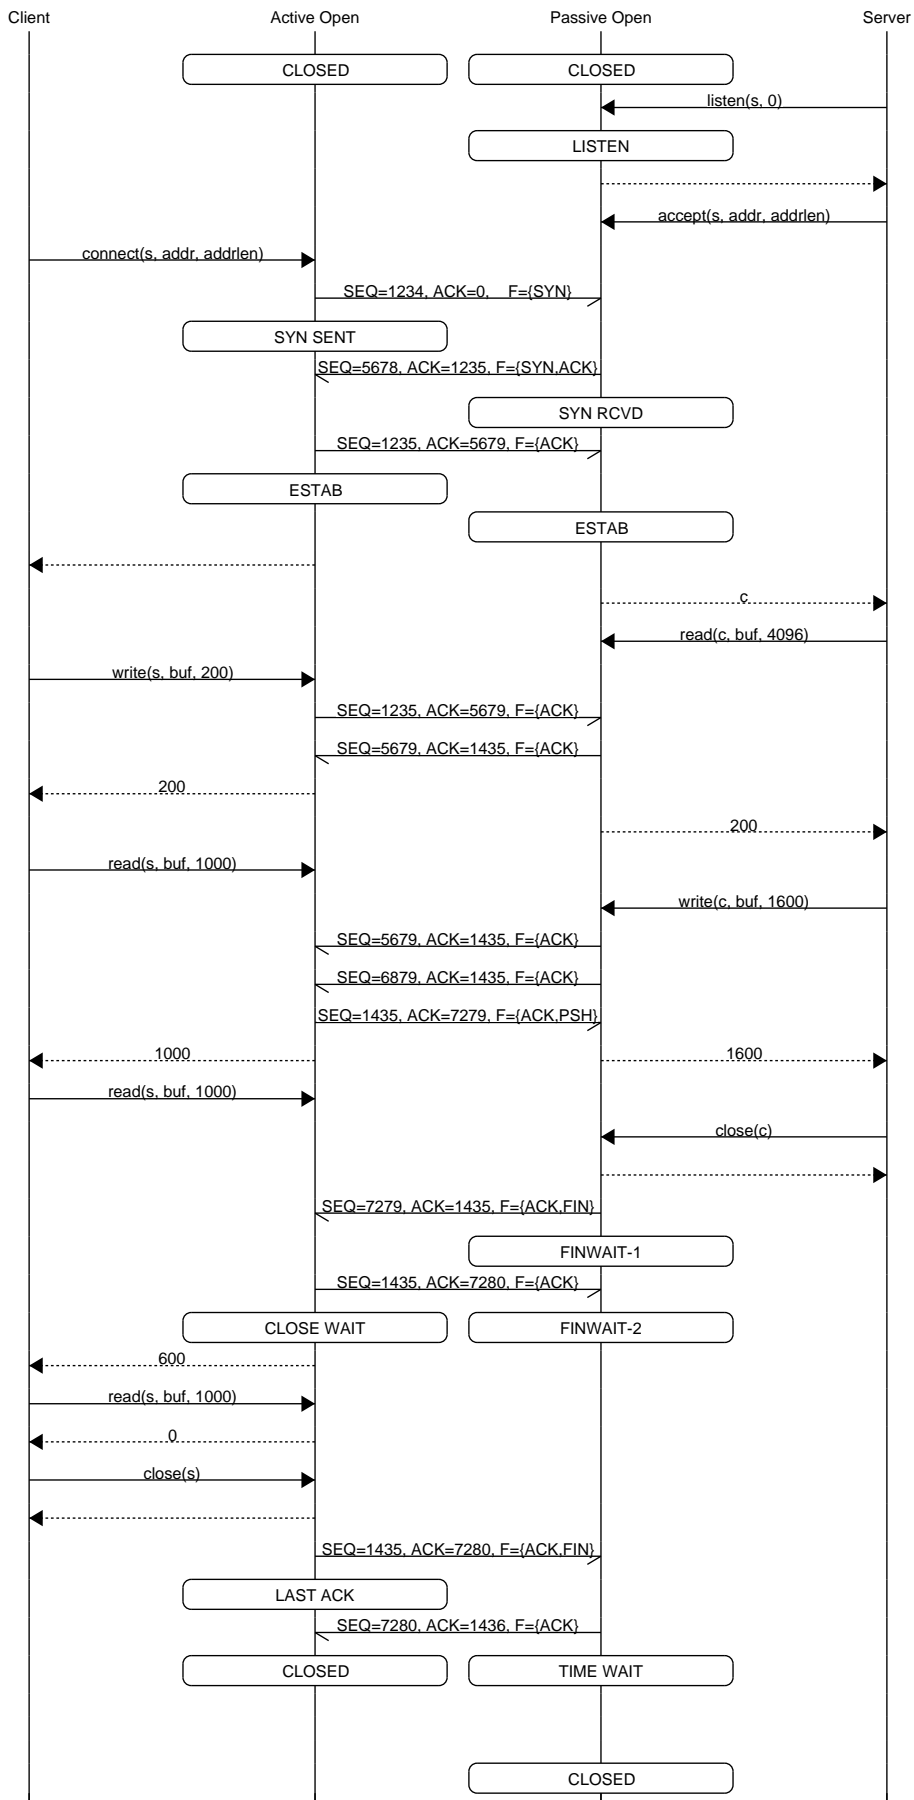 Client Active Open Passive Open Server
CLOSED CLOSED
listen(s, 0)
LISTEN
accept(s, addr, addrlen)
connect(s, addr, addrlen)
SEQ=1234, ACK=0, F={SYN}
SYN SENT
SEQ=5678, ACK=1235, F={SYN,ACK}
SYN RCVD
SEQ=1235, ACK=5679, F={ACK}
ESTAB
ESTAB
c
read(c, buf, 4096)
write(s, buf, 200)
SEQ=1235, ACK=5679, F={ACK}
SEQ=5679, ACK=1435, F={ACK}
200
200
read(s, buf, 1000)
write(c, buf, 1600)
SEQ=5679, ACK=1435, F={ACK}
SEQ=6879, ACK=1435, F={ACK}
SEQ=1435, ACK=7279, F={ACK,PSH}
1000 1600
read(s, buf, 1000)
close(c)
SEQ=7279, ACK=1435, F={ACK,FIN}
FINWAIT-1
SEQ=1435, ACK=7280, F={ACK}
CLOSE WAIT FINWAIT-2
600
read(s, buf, 1000)
0
close(s)
SEQ=1435, ACK=7280, F={ACK,FIN}
LAST ACK
SEQ=7280, ACK=1436, F={ACK}
CLOSED TIME WAIT
CLOSED